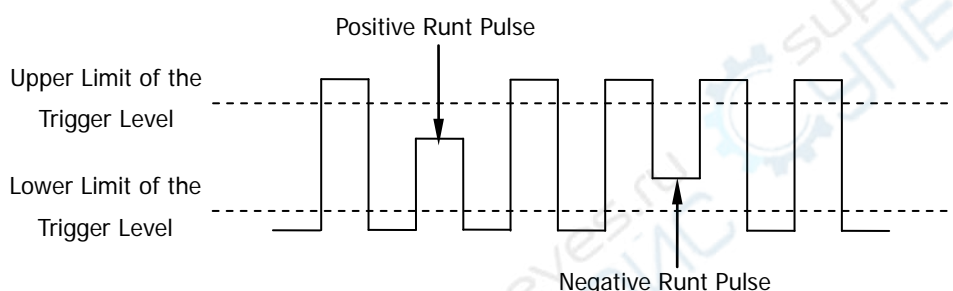 Positive Runt Pulse
Upper Limit of the
Trigger Level
Lower Limit of the
Trigger Level
Negative Runt Pulse